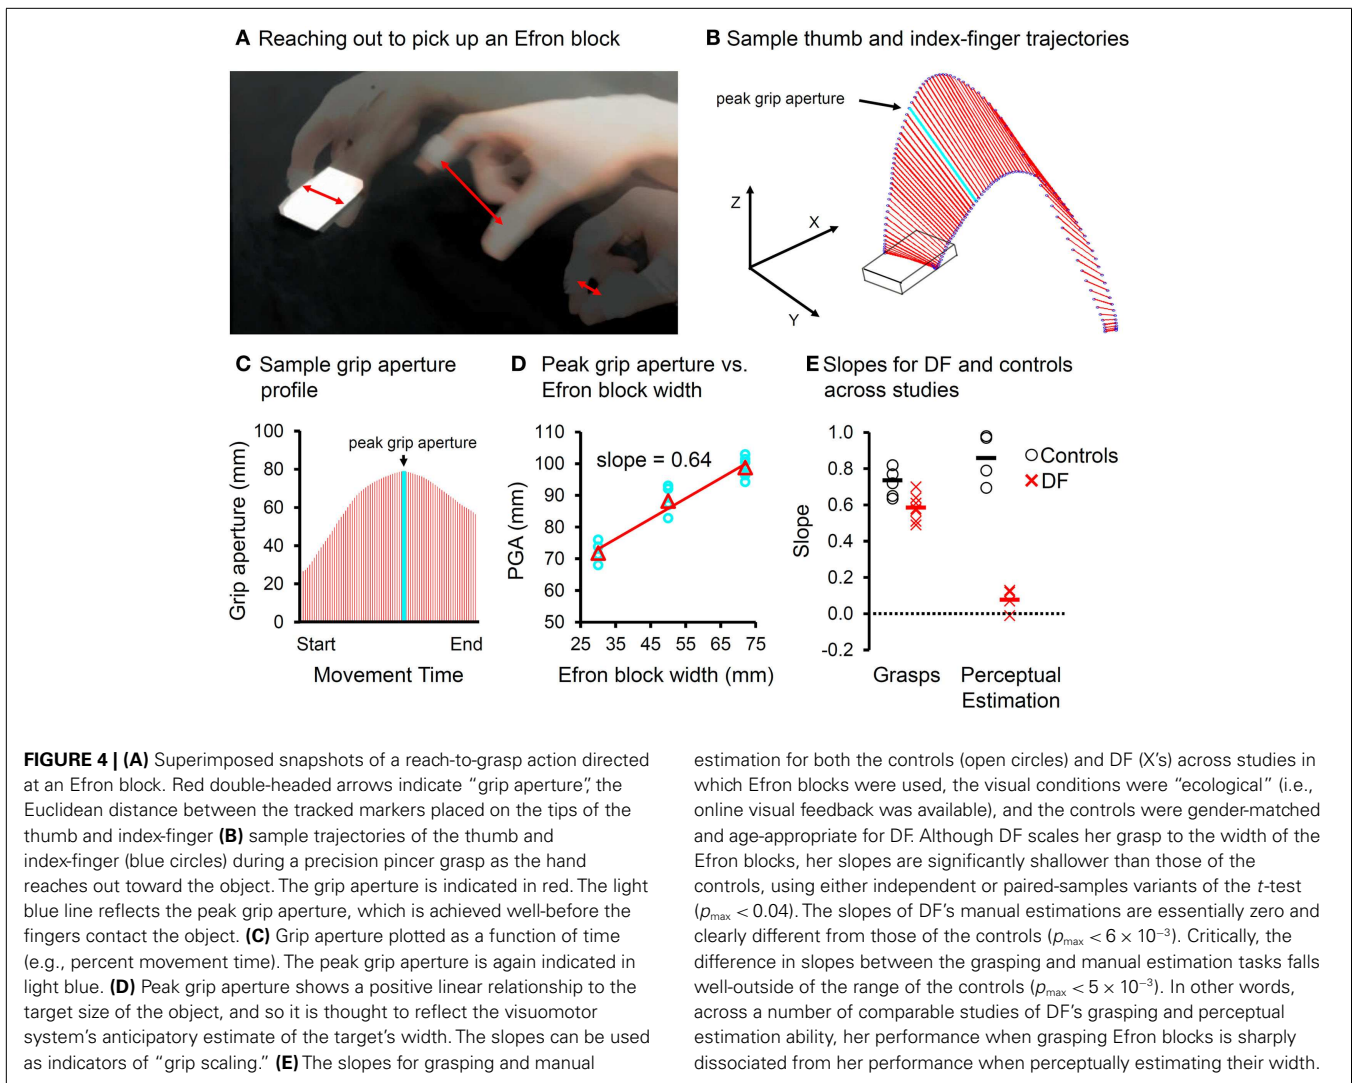 A Reaching out to pick up an Efron block
B Sample thumb and index-finger trajectories
peak grip aperture
Z
X
Y
C Sample grip aperture
profile
100
80
60
40
20
0
Grip aperture (mm)
peak grip aperture
Start
End
Movement Time
D Peak grip aperture vs.
Efron block width
110
100
90
80
70
60
50
PGA (mm)
slope = 0.64
25 35 45 55 65 75
Efron block width (mm)
E Slopes for DF and controls
across studies
1.0
0.8
0.6
0.4
0.2
0.0
-0.2
Slope
Controls
DF
Grasps
Perceptual
Estimation
FIGURE 4 | (A) Superimposed snapshots of a reach-to-grasp action directed
at an Efron block. Red double-headed arrows indicate “grip aperture”, the
Euclidean distance between the tracked markers placed on the tips of the
thumb and index-finger (B) sample trajectories of the thumb and
index-finger (blue circles) during a precision pincer grasp as the hand
reaches out toward the object. The grip aperture is indicated in red. The light
blue line reflects the peak grip aperture, which is achieved well-before the
fingers contact the object. (C) Grip aperture plotted as a function of time
(e.g., percent movement time). The peak grip aperture is again indicated in
light blue. (D) Peak grip aperture shows a positive linear relationship to the
target size of the object, and so it is thought to reflect the visuomotor
system’s anticipatory estimate of the target’s width. The slopes can be used
as indicators of “grip scaling.” (E) The slopes for grasping and manual
estimation for both the controls (open circles) and DF (X’s) across studies in
which Efron blocks were used, the visual conditions were “ecological” (i.e.,
online visual feedback was available), and the controls were gender-matched
and age-appropriate for DF. Although DF scales her grasp to the width of the
Efron blocks, her slopes are significantly shallower than those of the
controls, using either independent or paired-samples variants of the t-test
(pmax < 0.04). The slopes of DF’s manual estimations are essentially zero and
clearly different from those of the controls (pmax < 6 × 10−3). Critically, the
difference in slopes between the grasping and manual estimation tasks falls
well-outside of the range of the controls (pmax < 5 × 10−3). In other words,
across a number of comparable studies of DF’s grasping and perceptual
estimation ability, her performance when grasping Efron blocks is sharply
dissociated from her performance when perceptually estimating their width.